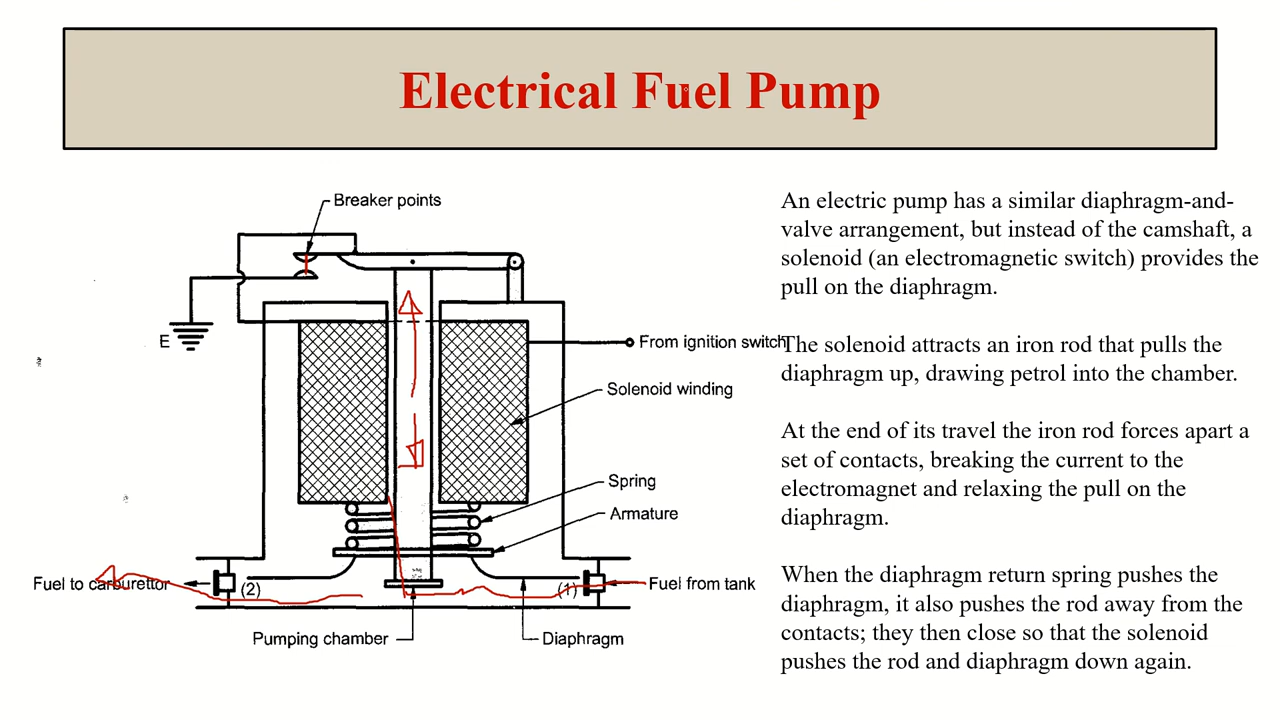 Electrical Fuel Pump
Breaker points
E
From ignition switch
Solenoid winding
Spring
Armature
Fuel to carburettor
(2)
(1)
Fuel from tank
Pumping chamber
Diaphragm
An electric pump has a similar diaphragm-and-
valve arrangement, but instead of the camshaft, a
solenoid (an electromagnetic switch) provides the
pull on the diaphragm.
The solenoid attracts an iron rod that pulls the
diaphragm up, drawing petrol into the chamber.
At the end of its travel the iron rod forces apart a
set of contacts, breaking the current to the
electromagnet and relaxing the pull on the
diaphragm.
When the diaphragm return spring pushes the
diaphragm, it also pushes the rod away from the
contacts; they then close so that the solenoid
pushes the rod and diaphragm down again.